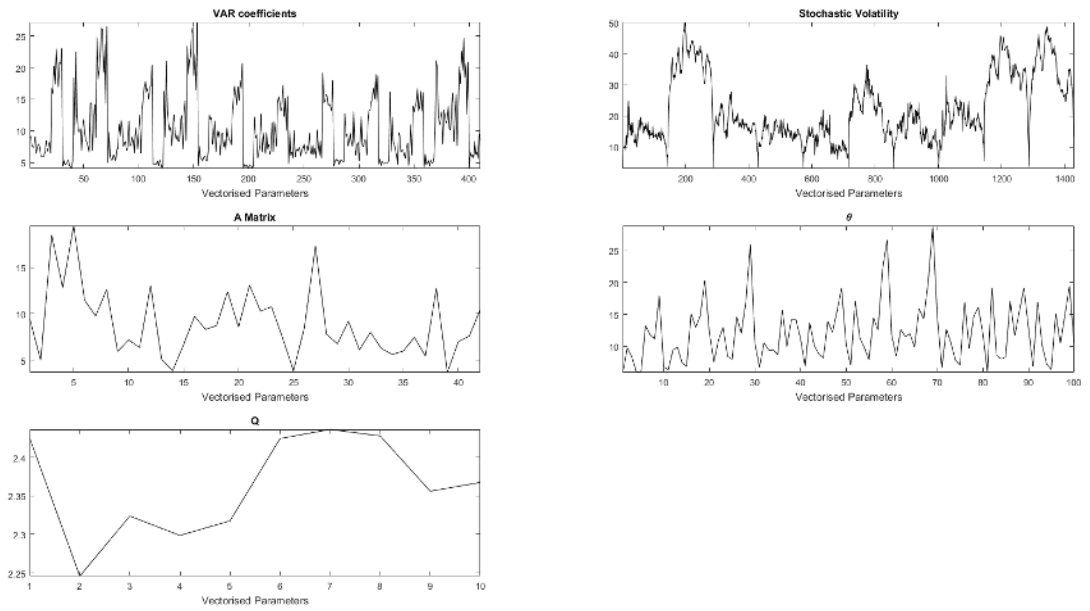 VAR coefficients
25
20
15
10
5
50 100 150 200 250 300 350 400
Vectorised Parameters
Stochastic Volatility
50
40
30
20
10
200 400 600 800 1000 1200 1400
Vectorised Parameters
A Matrix
15
10
5
5 10 15 20 25 30 35 40
Vectorised Parameters
θ
25
20
15
10
10 20 30 40 50 60 70 80 90 100
Vectorised Parameters
Q
2.4
2.35
2.3
2.25
1 2 3 4 5 6 7 8 9 10
Vectorised Parameters